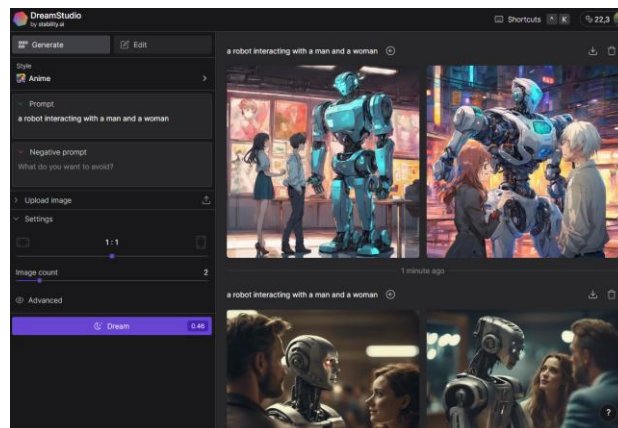 DreamStudio
by stability.ai
Shortcuts
^ K
22,3
Generate
Edit
Style
Anime
Prompt
a robot interacting with a man and a woman
Negative prompt
What do you want to avoid?
Upload image
Settings
1:1
Image count
2
Advanced
Dream
0.46
a robot interacting with a man and a woman
1 minute ago
a robot interacting with a man and a woman
?